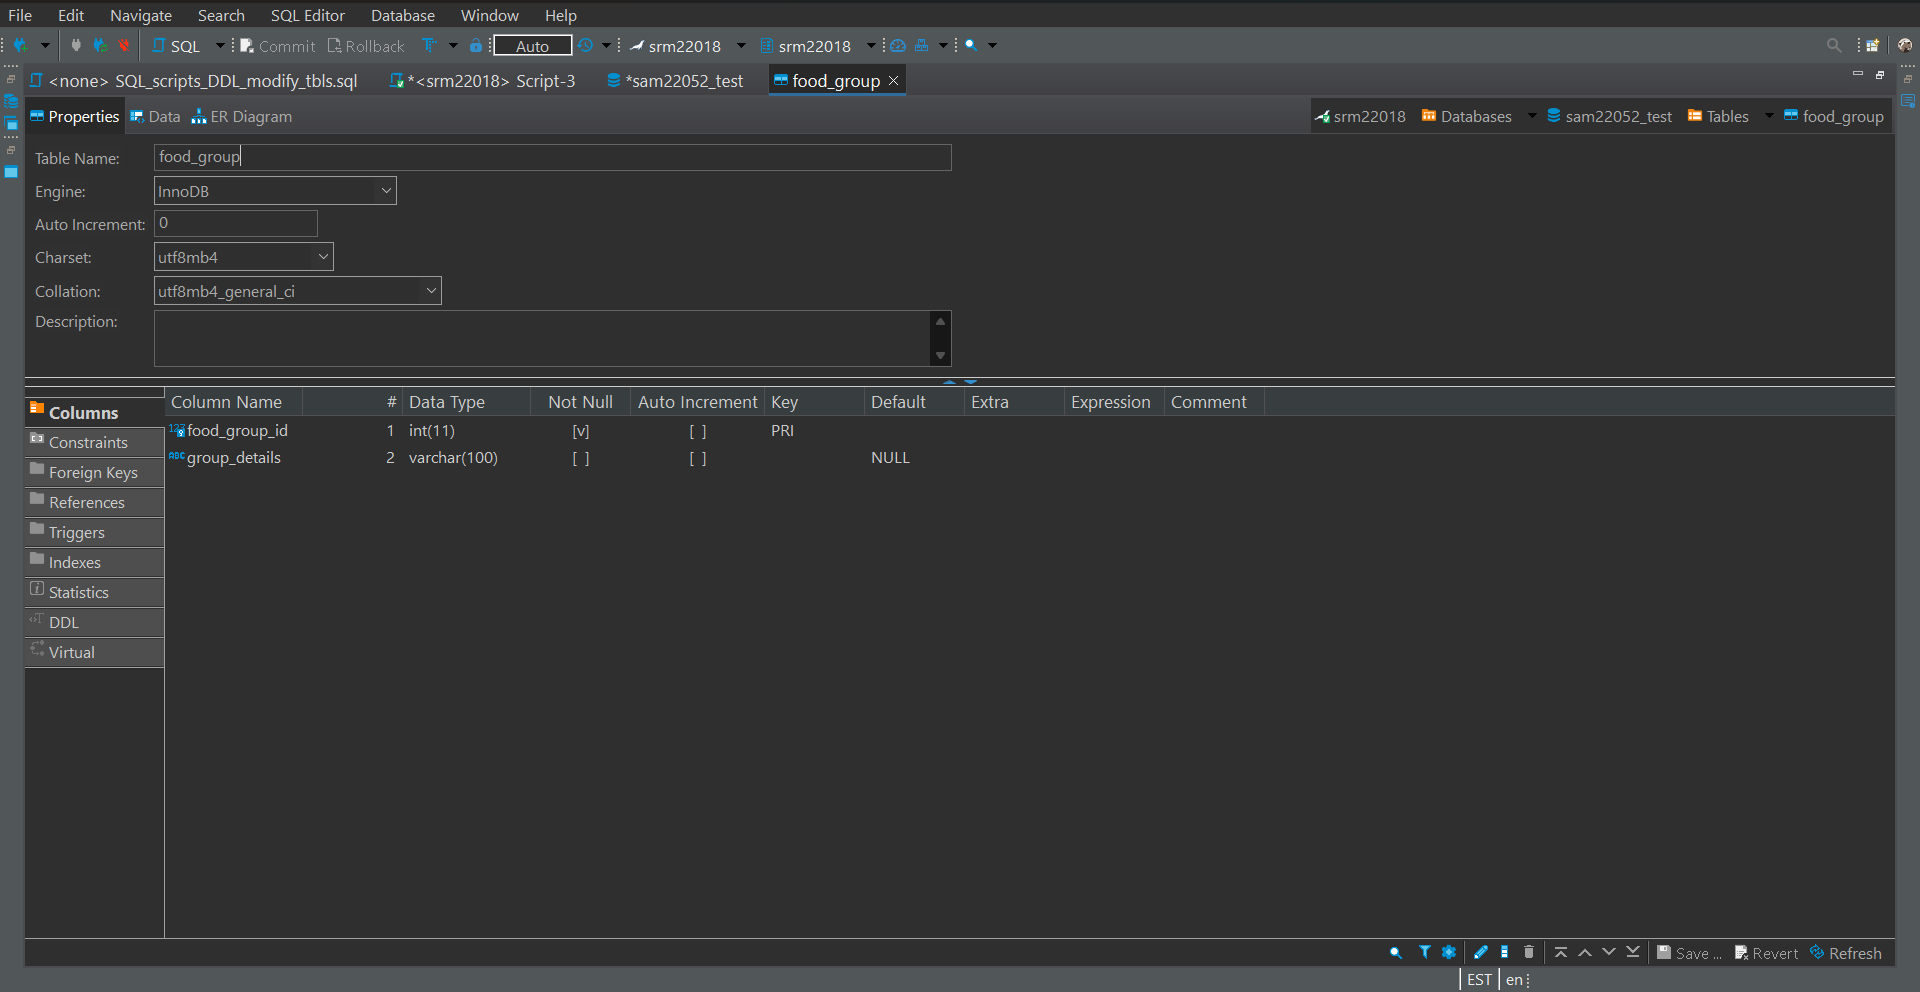 File Edit Navigate Search SQL Editor Database Window Help
SQL Commit Rollback Auto srm22018 srm22018
<none> SQL_scripts_DDL_modify_tbls.sql *<srm22018> Script-3 *sam22052_test food_group
Properties Data ER Diagram srm22018 Databases sam22052_test Tables food_group
Table Name: food_group
Engine: InnoDB
Auto Increment: 0
Charset: utf8mb4
Collation: utf8mb4_general_ci
Description:
Columns
Constraints
Foreign Keys
References
Triggers
Indexes
Statistics
DDL
Virtual
Column Name # Data Type Not Null Auto Increment Key Default Extra Expression Comment
123 food_group_id 1 int(11) [v] [ ] PRI
ABC group_details 2 varchar(100) [ ] [ ] NULL
Save ... Revert Refresh
EST en